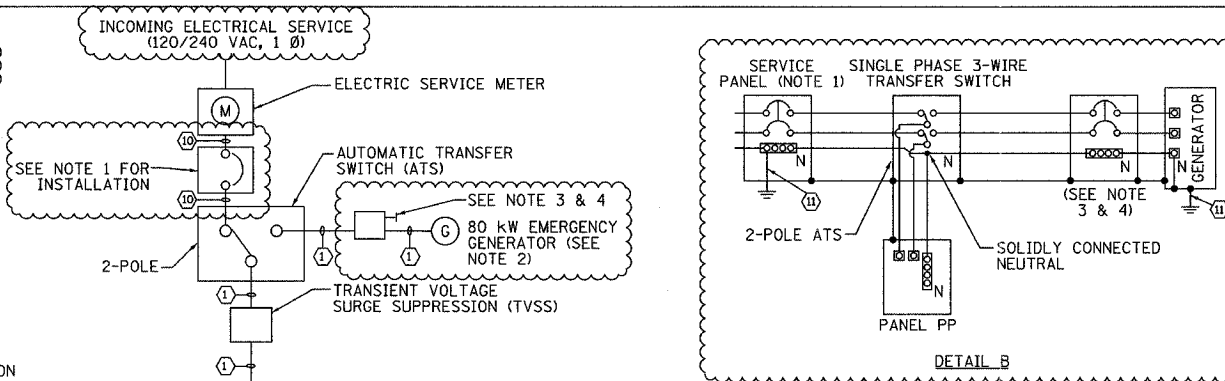 INCOMING ELECTRICAL SERVICE
(120/240 VAC, 1 Ø)
ELECTRIC SERVICE METER
M
10
SEE NOTE 1 FOR
INSTALLATION
10
AUTOMATIC TRANSFER
SWITCH (ATS)
SEE NOTE 3 & 4
G
80 kW EMERGENCY
GENERATOR (SEE
NOTE 2)
1
1
2-POLE
1
TRANSIENT VOLTAGE
SURGE SUPPRESSION (TVSS)
1
ON
SERVICE
PANEL (NOTE 1)
SINGLE PHASE 3-WIRE
TRANSFER SWITCH
N
11
N
N
(SEE NOTE
3 & 4)
N
GENERATOR
11
2-POLE ATS
SOLIDLY CONNECTED
NEUTRAL
N
PANEL PP
DETAIL B